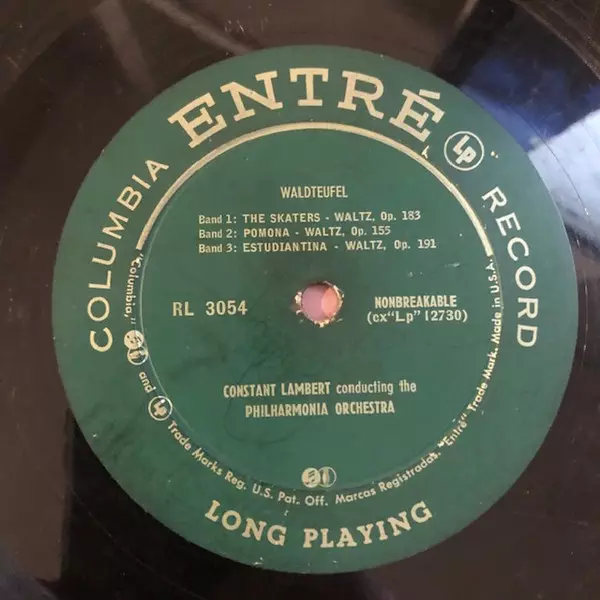 COLUMBIA ENTRÉ Lp RECORD
WALDTEUFEL
Band 1: THE SKATERS - WALTZ, Op. 183
Band 2: POMONA - WALTZ, Op. 155
Band 3: ESTUDIANTINA - WALTZ, Op. 191
RL 3054
NONBREAKABLE
(cx"Lp" 12730)
CONSTANT LAMBERT conducting the
PHILHARMONIA ORCHESTRA
"Columbia," and Lp Trade Marks Reg. U.S. Pat. Off. Marcas Registradas. "Entré" Trade Mark. Made in U.S.A.
LONG PLAYING